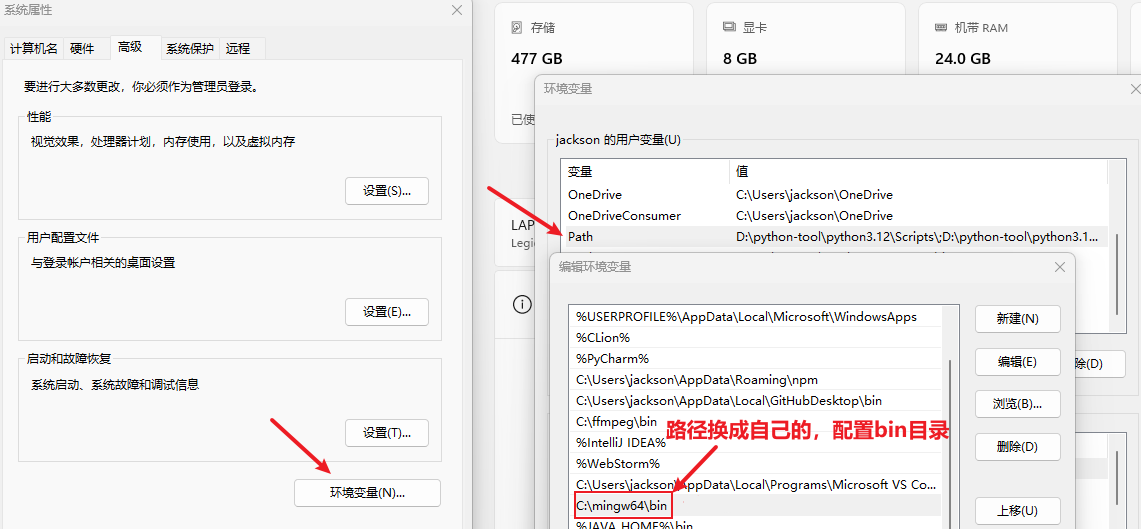 系统属性
计算机名
硬件
高级
系统保护
远程
要进行大多数更改，你必须作为管理员登录。
性能
视觉效果，处理器计划，内存使用，以及虚拟内存
设置(S)...
用户配置文件
与登录帐户相关的桌面设置
设置(E)...
启动和故障恢复
系统启动、系统故障和调试信息
设置(T)...
环境变量(N)...
存储
477 GB
已使
显卡
8 GB
机带 RAM
24.0 GB
LAP
Legi
环境变量
jackson 的用户变量(U)
变量 值
OneDrive C:\Users\jackson\OneDrive
OneDriveConsumer C:\Users\jackson\OneDrive
Path D:\python-tool\python3.12\Scripts\;D:\python-tool\python3.1...
除(D)
编辑环境变量
%USERPROFILE%\AppData\Local\Microsoft\WindowsApps
%CLion%
%PyCharm%
C:\Users\jackson\AppData\Roaming\npm
C:\Users\jackson\AppData\Local\GitHubDesktop\bin
C:\ffmpeg\bin
%IntelliJ IDEA%
%WebStorm%
C:\Users\jackson\AppData\Local\Programs\Microsoft VS Co...
C:\mingw64\bin
%JAVA_HOME%\bin
路径换成自己的，配置bin目录
新建(N)
编辑(E)
浏览(B)...
删除(D)
上移(U)